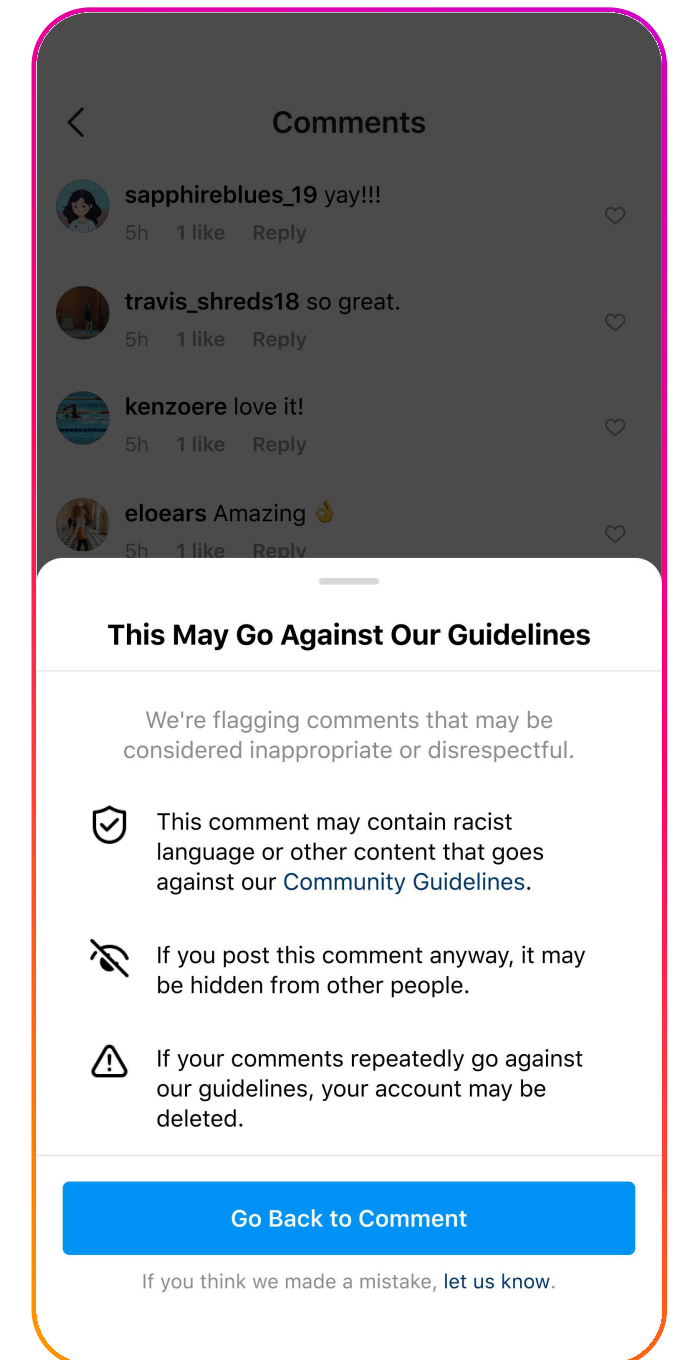 Comments
sapphireblues_19 yay!!!
5h 1 like Reply
travis_shreds18 so great.
5h 1 like Reply
kenzoere love it!
5h 1 like Reply
eloears Amazing 👌
5h 1 like Reply
This May Go Against Our Guidelines
We're flagging comments that may be
considered inappropriate or disrespectful.
This comment may contain racist
language or other content that goes
against our Community Guidelines.
If you post this comment anyway, it may
be hidden from other people.
If your comments repeatedly go against
our guidelines, your account may be
deleted.
Go Back to Comment
If you think we made a mistake, let us know.